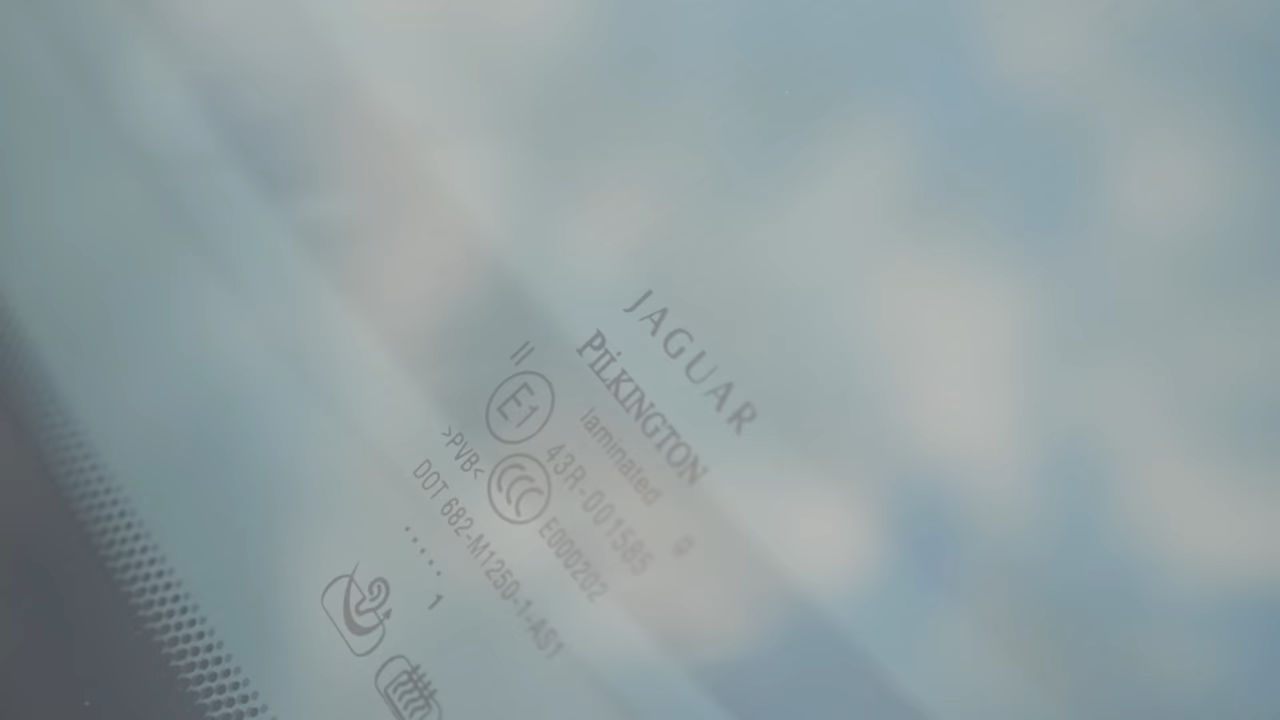 JAGUAR
PILKINGTON
laminated
II
E1
43R-001585
CCC
E000202
>PVB<
DOT 682-M1250-1-AS1
..... 1